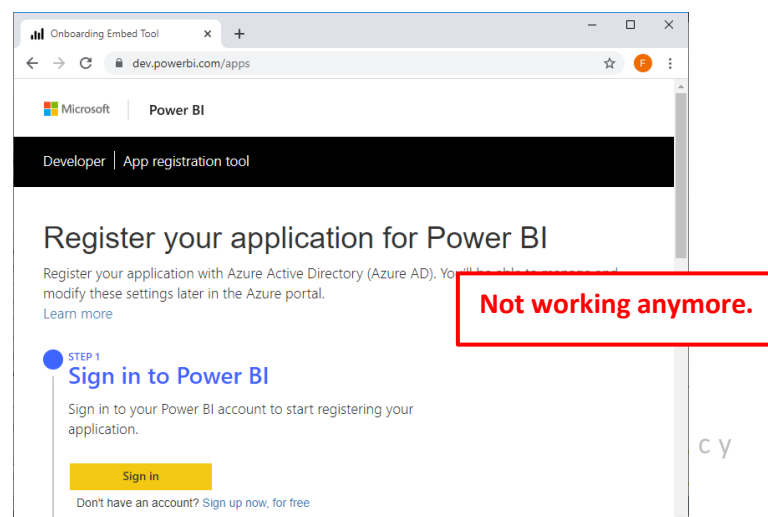 Onboarding Embed Tool
dev.powerbi.com/apps
F
Microsoft Power BI
Developer | App registration tool
Register your application for Power BI
Register your application with Azure Active Directory (Azure AD). You'll be able to manage and
modify these settings later in the Azure portal.
Learn more
Not working anymore.
STEP 1
Sign in to Power BI
Sign in to your Power BI account to start registering your
application.
c y
Sign in
Don't have an account? Sign up now, for free